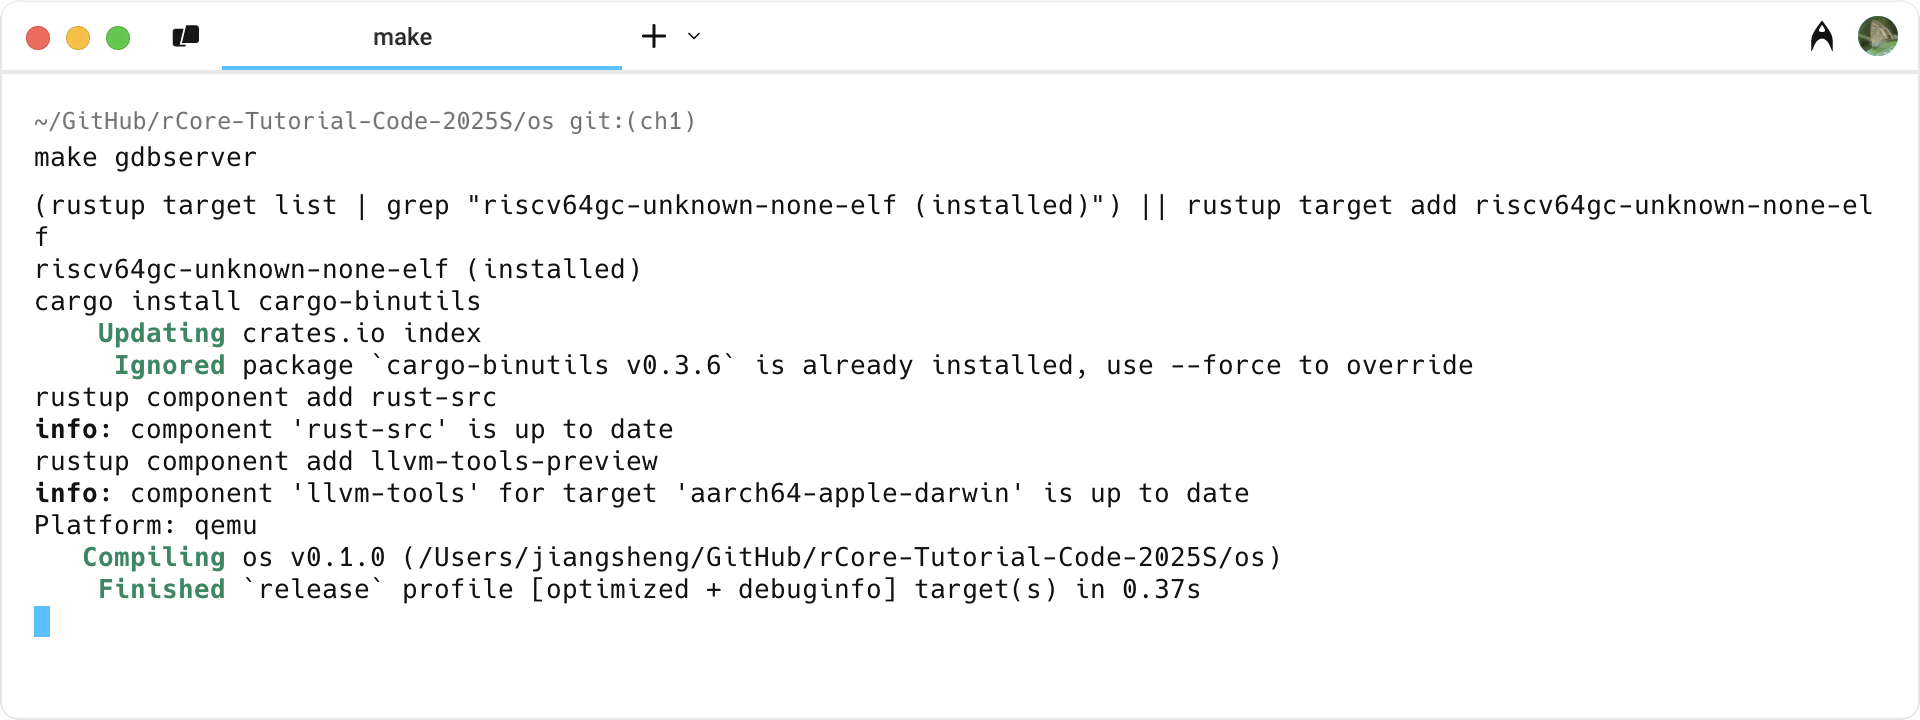 make
~/GitHub/rCore-Tutorial-Code-2025S/os git:(ch1)
make gdbserver
(rustup target list | grep "riscv64gc-unknown-none-elf (installed)") || rustup target add riscv64gc-unknown-none-el
f
riscv64gc-unknown-none-elf (installed)
cargo install cargo-binutils
    Updating crates.io index
     Ignored package `cargo-binutils v0.3.6` is already installed, use --force to override
rustup component add rust-src
info: component 'rust-src' is up to date
rustup component add llvm-tools-preview
info: component 'llvm-tools' for target 'aarch64-apple-darwin' is up to date
Platform: qemu
   Compiling os v0.1.0 (/Users/jiangsheng/GitHub/rCore-Tutorial-Code-2025S/os)
    Finished `release` profile [optimized + debuginfo] target(s) in 0.37s